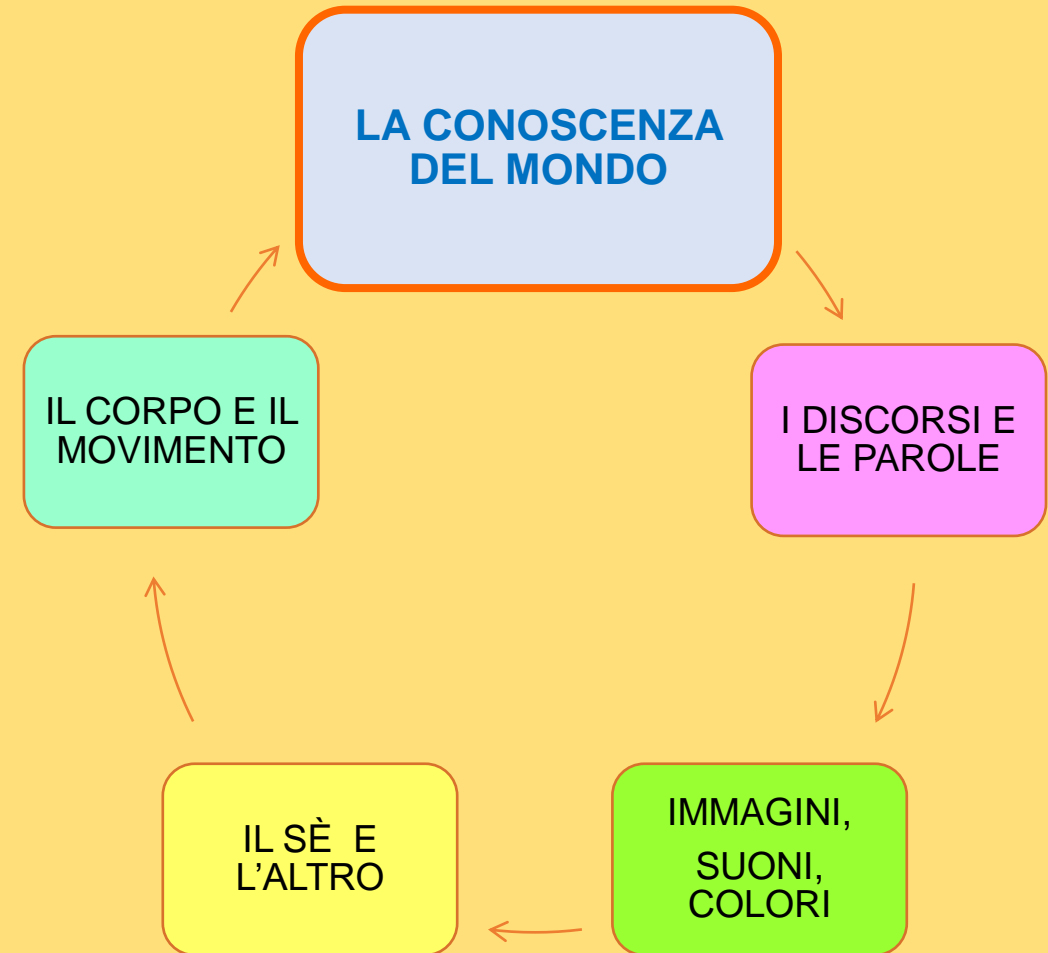 LA CONOSCENZA
DEL MONDO
I DISCORSI E
LE PAROLE
IMMAGINI,
SUONI,
COLORI
IL SÈ E
L’ALTRO
IL CORPO E IL
MOVIMENTO